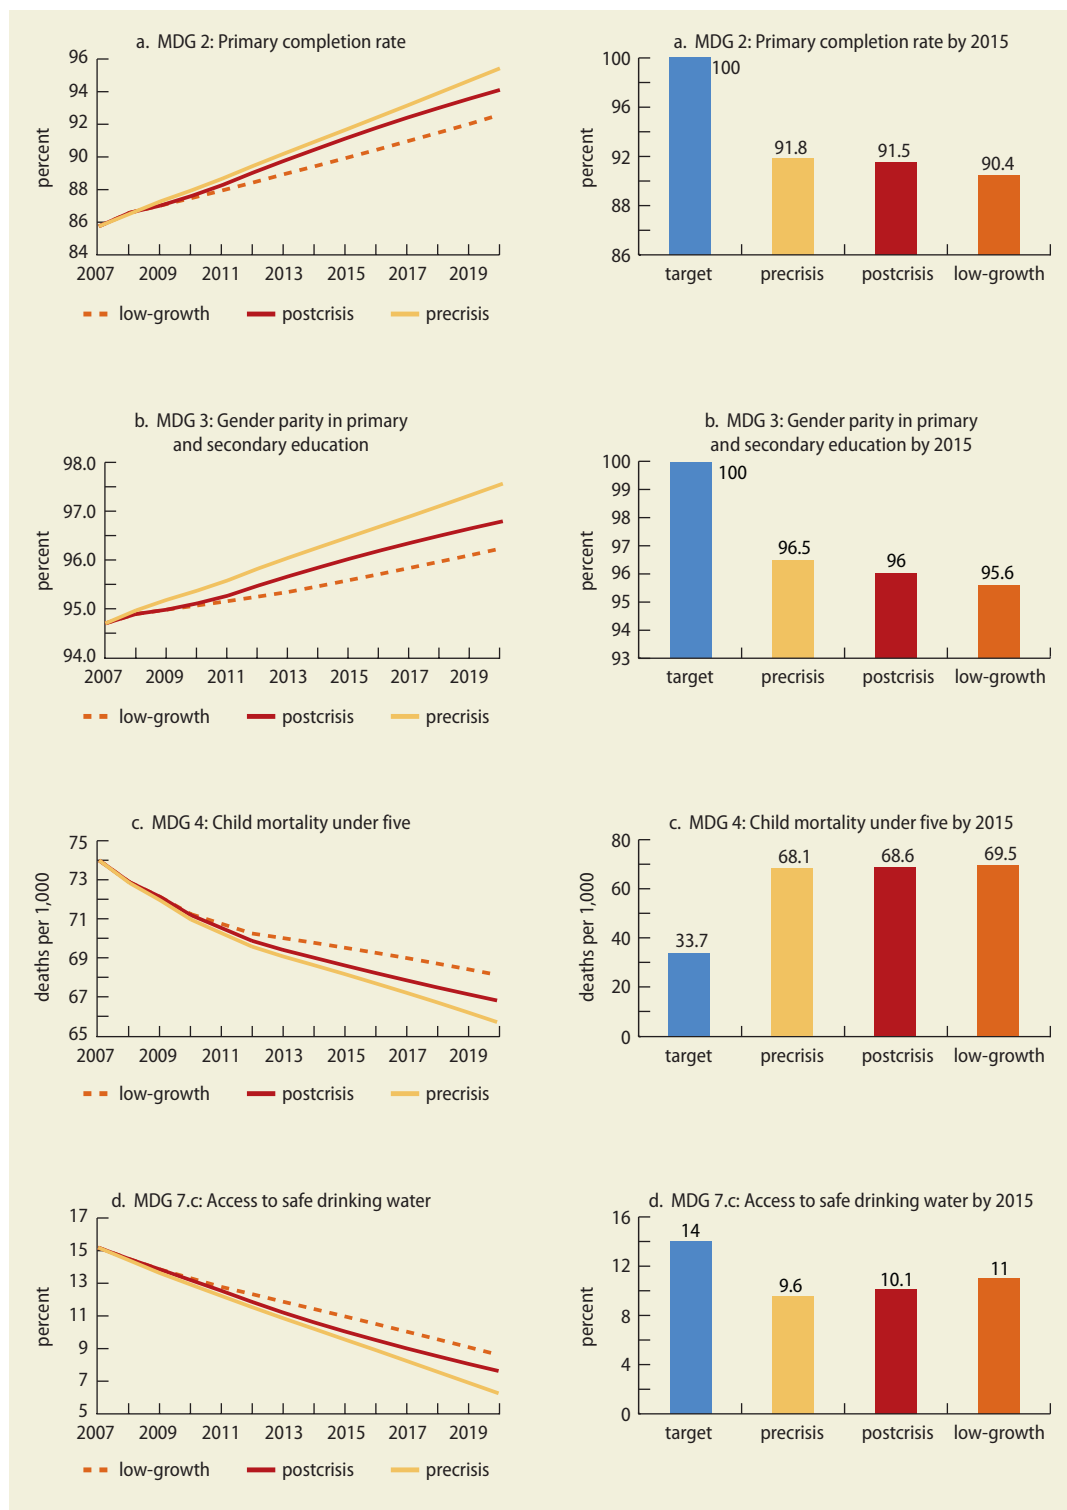 a. MDG 2: Primary completion rate
96
94
92
90
88
86
84
percent
2007 2009 2011 2013 2015 2017 2019
low-growth postcrisis precrisis
a. MDG 2: Primary completion rate by 2015
100
96
92
88
86
percent
100
91.8
91.5
90.4
target precrisis postcrisis low-growth
b. MDG 3: Gender parity in primary
and secondary education
98.0
97.0
96.0
95.0
94.0
percent
2007 2009 2011 2013 2015 2017 2019
low-growth postcrisis precrisis
b. MDG 3: Gender parity in primary
and secondary education by 2015
100
99
98
97
96
95
94
93
percent
100
96.5
96
95.6
target precrisis postcrisis low-growth
c. MDG 4: Child mortality under five
75
73
71
69
67
65
deaths per 1,000
2007 2009 2011 2013 2015 2017 2019
low-growth postcrisis precrisis
c. MDG 4: Child mortality under five by 2015
80
60
40
20
0
deaths per 1,000
33.7
68.1
68.6
69.5
target precrisis postcrisis low-growth
d. MDG 7.c: Access to safe drinking water
17
15
13
11
9
7
5
percent
2007 2009 2011 2013 2015 2017 2019
low-growth postcrisis precrisis
d. MDG 7.c: Access to safe drinking water by 2015
16
12
8
4
0
percent
14
9.6
10.1
11
target precrisis postcrisis low-growth